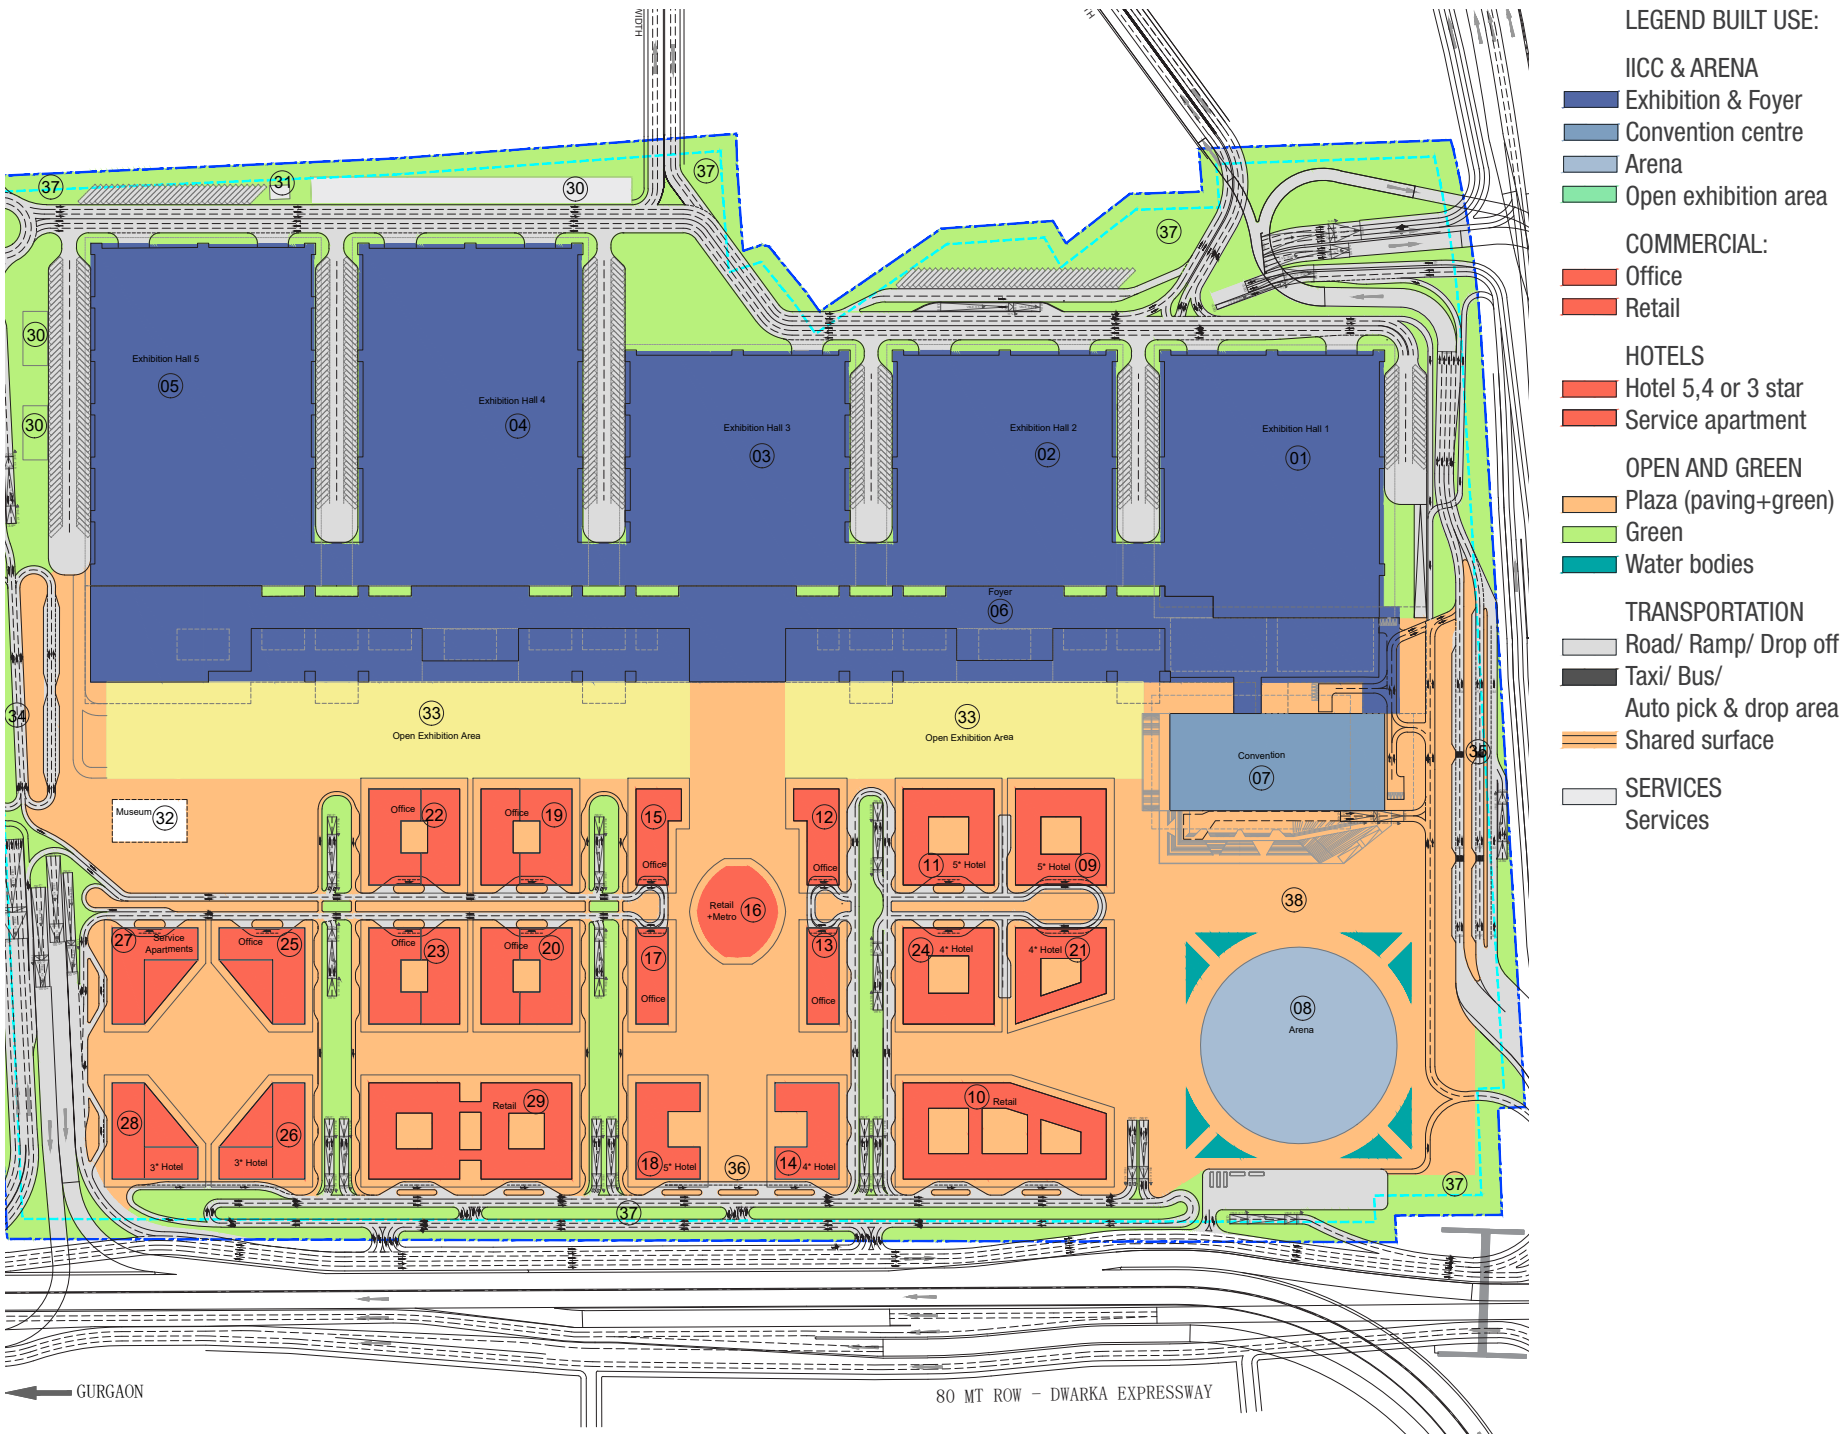 WIDTH
37
31
30
37
37
30
30
Exhibition Hall 5
05
Exhibition Hall 4
04
Exhibition Hall 3
03
Exhibition Hall 2
02
Exhibition Hall 1
01
Foyer
06
34
33
Open Exhibition Area
33
Open Exhibition Area
Convention
07
35
Museum 32
Office 22
Office 19
15
Office
12
Office
11
5* Hotel
09
5* Hotel
38
Retail
+Metro
16
27
Service
Apartments
Office 25
Office
23
Office
20
17
Office
13
Office
24
4* Hotel
4* Hotel 21
08
Arena
28
3* Hotel
26
3* Hotel
Retail 29
18 5* Hotel
36
14 4* Hotel
10 Retail
37
37
GURGAON
80 MT ROW - DWARKA EXPRESSWAY
LEGEND BUILT USE:
IICC & ARENA
Exhibition & Foyer
Convention centre
Arena
Open exhibition area
COMMERCIAL:
Office
Retail
HOTELS
Hotel 5,4 or 3 star
Service apartment
OPEN AND GREEN
Plaza (paving+green)
Green
Water bodies
TRANSPORTATION
Road/ Ramp/ Drop off
Taxi/ Bus/
Auto pick & drop area
Shared surface
SERVICES
Services